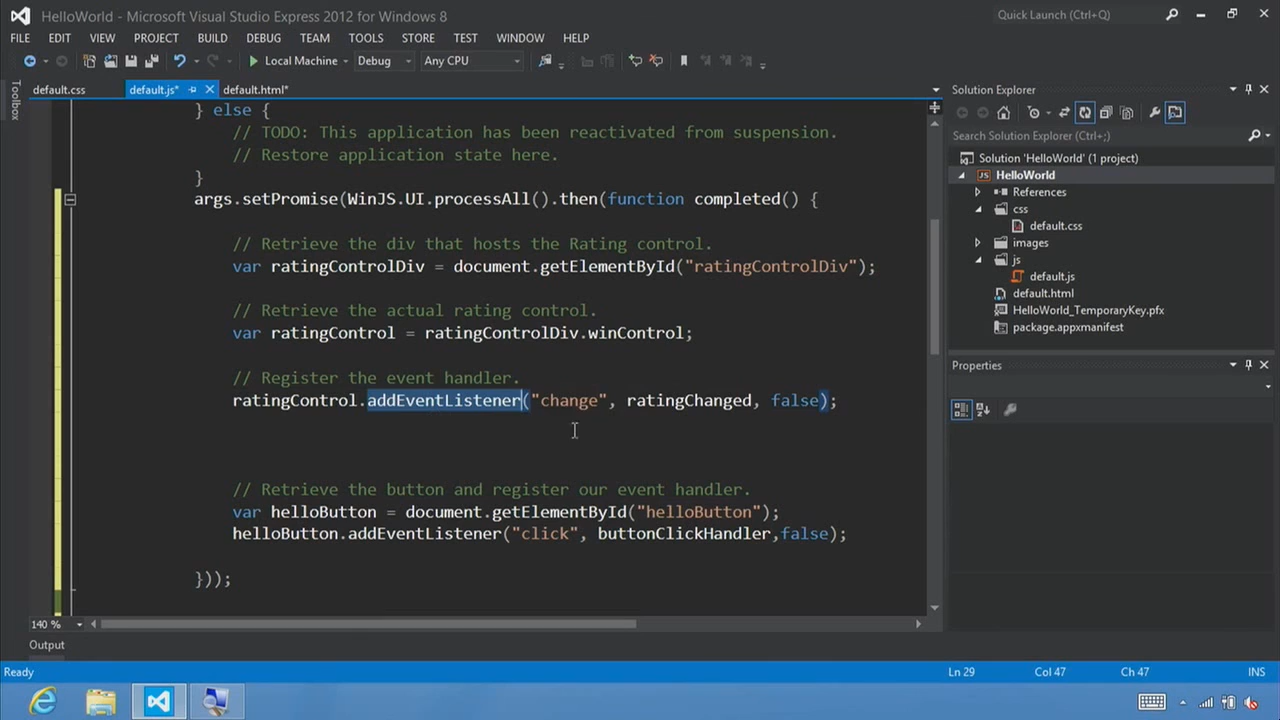 HelloWorld - Microsoft Visual Studio Express 2012 for Windows 8
Quick Launch (Ctrl+Q)
FILE EDIT VIEW PROJECT BUILD DEBUG TEAM TOOLS STORE TEST WINDOW HELP
Local Machine Debug Any CPU
Toolbox
default.css default.js* default.html*
} else {
// TODO: This application has been reactivated from suspension.
// Restore application state here.
}
args.setPromise(WinJS.UI.processAll().then(function completed() {
// Retrieve the div that hosts the Rating control.
var ratingControlDiv = document.getElementById("ratingControlDiv");
// Retrieve the actual rating control.
var ratingControl = ratingControlDiv.winControl;
// Register the event handler.
ratingControl.addEventListener("change", ratingChanged, false);
// Retrieve the button and register our event handler.
var helloButton = document.getElementById("helloButton");
helloButton.addEventListener("click", buttonClickHandler,false);
}));
140 %
Output
Solution Explorer
Search Solution Explorer (Ctrl+;)
Solution 'HelloWorld' (1 project)
JS HelloWorld
References
css
default.css
images
js
default.js
default.html
HelloWorld_TemporaryKey.pfx
package.appxmanifest
Properties
Ready Ln 29 Col 47 Ch 47 INS